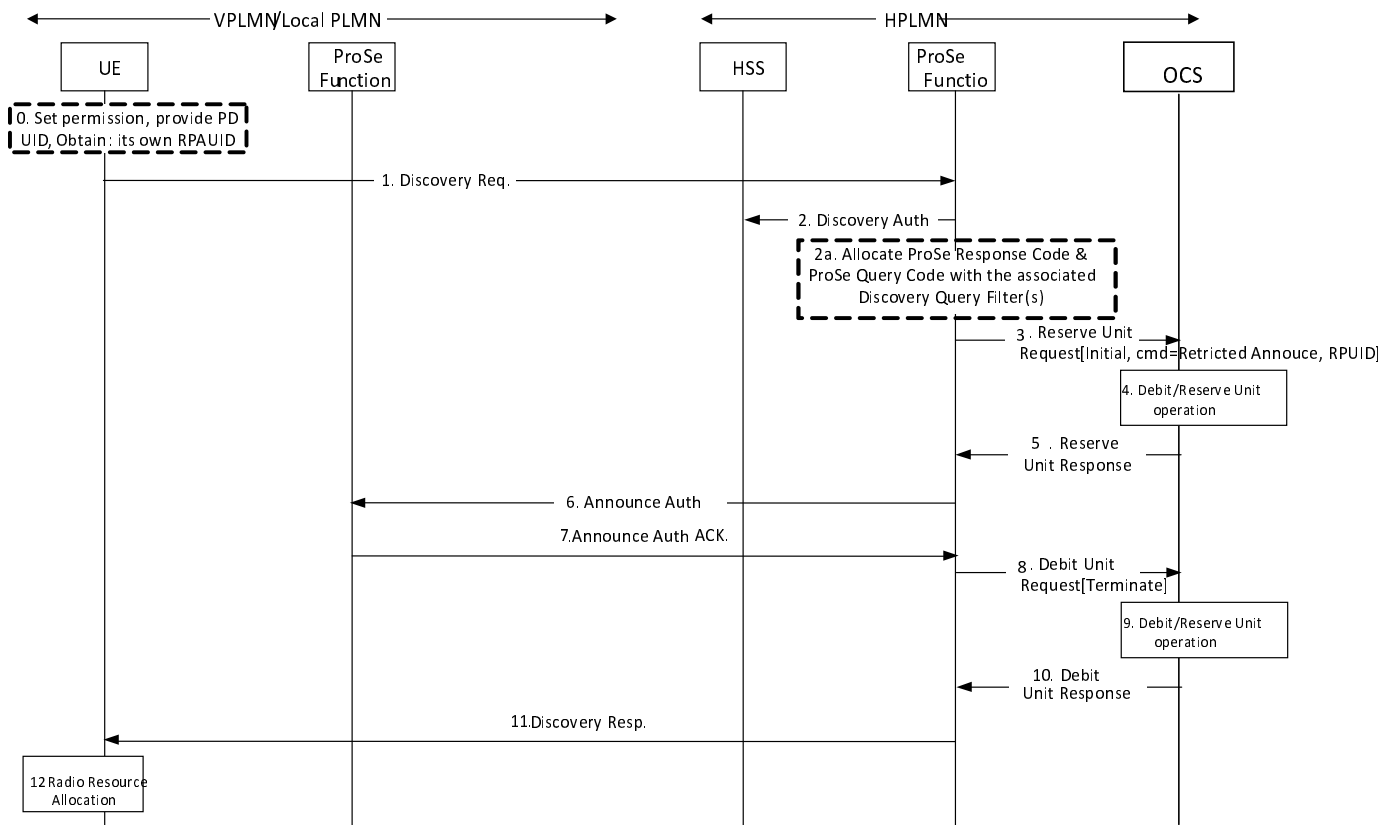 VPLMN/Local PLMN
HPLMN
UE
ProSe
Function
HSS
ProSe
Functio
OCS
0. Set permission, provide PD
UID, Obtain: its own RPAUID
1. Discovery Req.
2. Discovery Auth
2a. Allocate ProSe Response Code &
ProSe Query Code with the associated
Discovery Query Filter(s)
3. Reserve Unit
Request[Initial, cmd=Retricted Annouce, RPUID]
4. Debit/Reserve Unit
operation
5 . Reserve
Unit Response
6. Announce Auth
7.Announce Auth ACK.
8. Debit Unit
Request[Terminate]
9. Debit/Reserve Unit
operation
10. Debit
Unit Response
11.Discovery Resp.
12 Radio Resource
Allocation